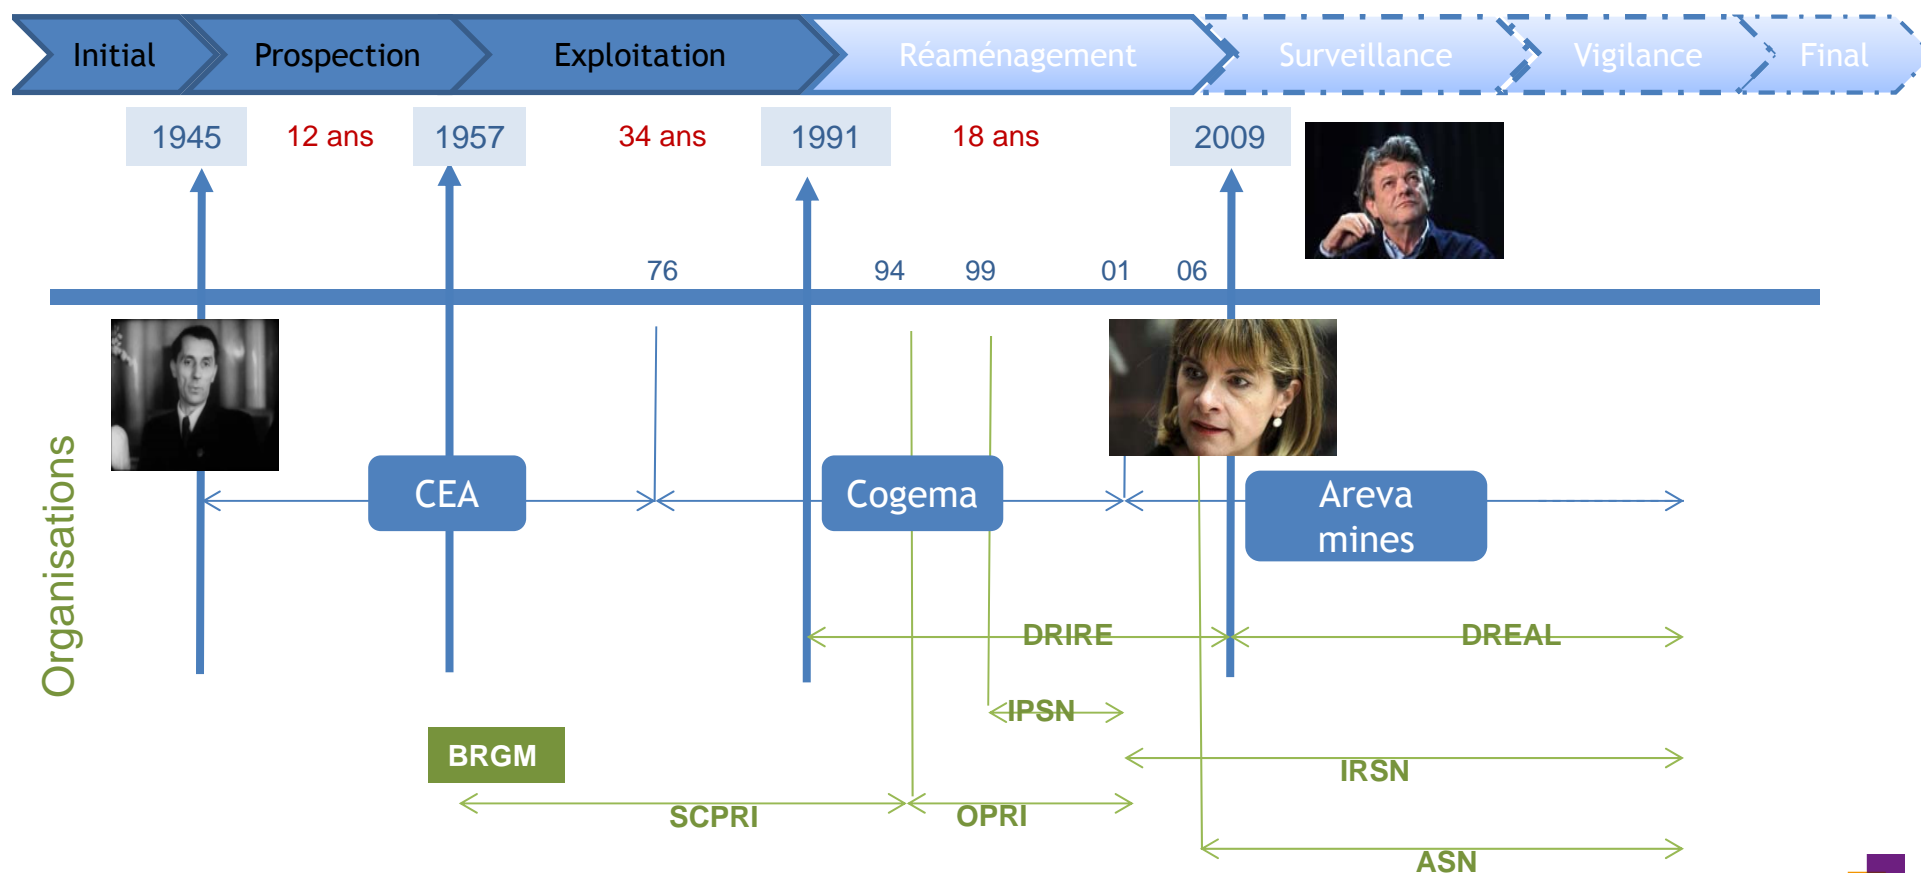 Initial
Prospection
Exploitation
Réaménagement
Surveillance
Vigilance
Final
1945
12 ans
1957
34 ans
1991
18 ans
2009
76
94
99
01
06
Organisations
CEA
Cogema
Areva
mines
DRIRE
DREAL
IPSN
BRGM
IRSN
SCPRI
OPRI
ASN